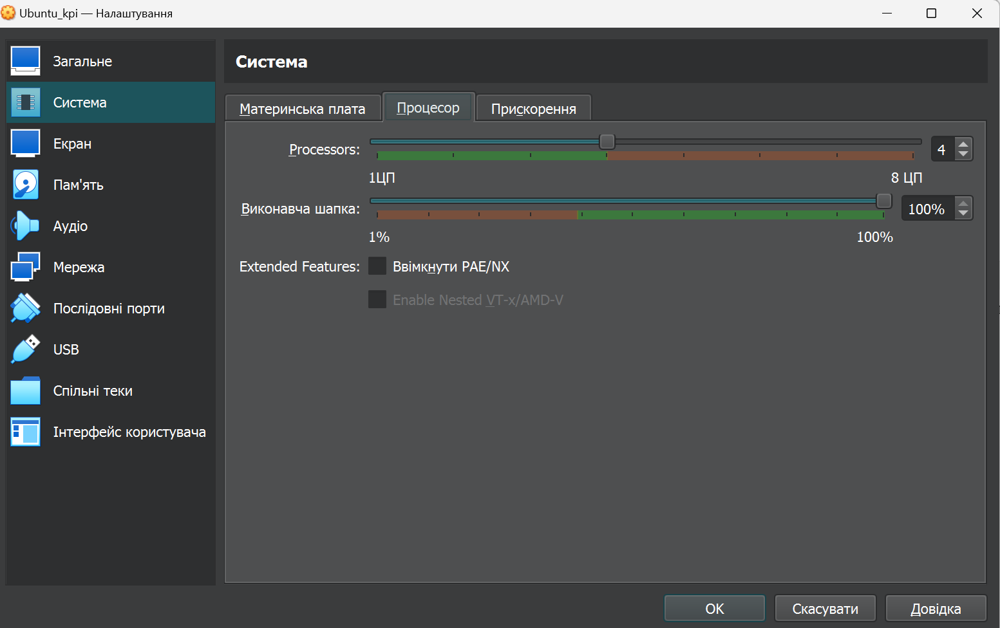 Ubuntu_kpi — Налаштування
Загальне
Система
Екран
Пам'ять
Аудіо
Мережа
Послідовні порти
USB
Спільні теки
Інтерфейс користувача
Система
Материнська плата
Процесор
Прискорення
Processors:
4
1ЦП
8 ЦП
Виконавча шапка:
100%
1%
100%
Extended Features:
Ввімкнути PAE/NX
Enable Nested VT-x/AMD-V
OK
Скасувати
Довідка